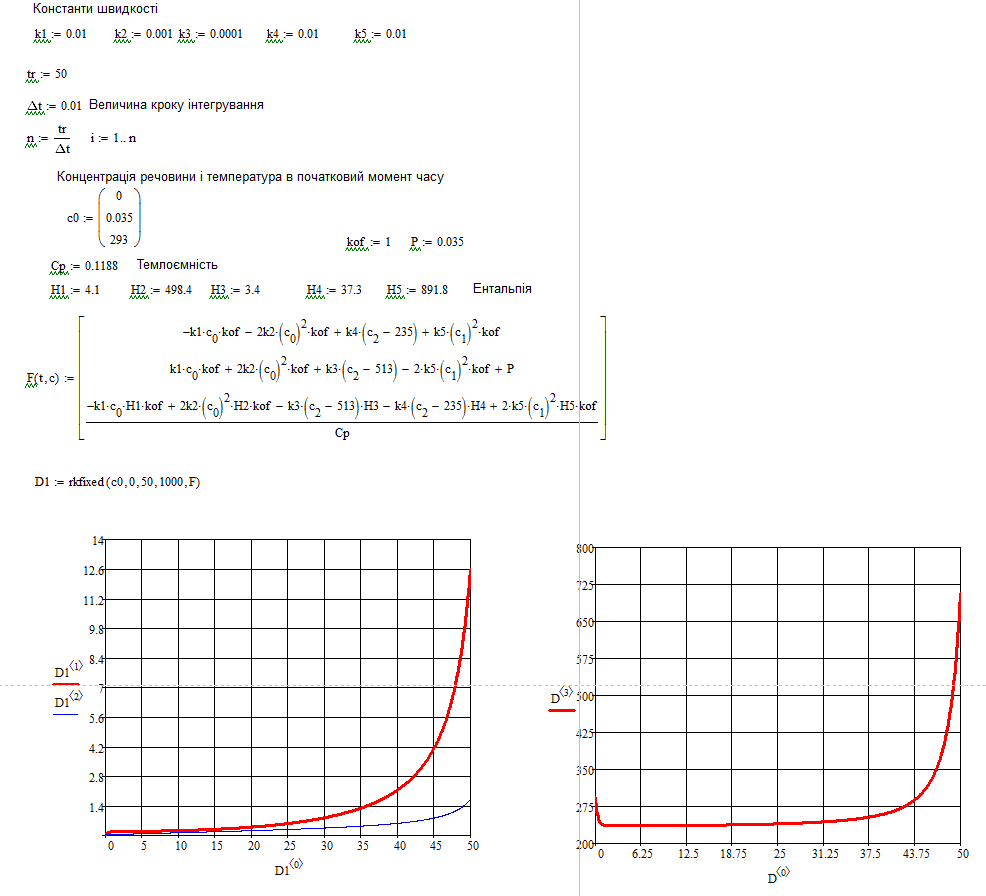 Константи швидкості
k1 := 0.01 k2 := 0.001 k3 := 0.0001 k4 := 0.01 k5 := 0.01
tr := 50
Δt := 0.01 Величина кроку інтегрування
n := tr/Δt i := 1.. n
Концентрація речовини і температура в початковий момент часу
c0 := (0
0.035
293)
kof := 1 P := 0.035
Cp := 0.1188 Темлоємність
H1 := 4.1 H2 := 498.4 H3 := 3.4 H4 := 37.3 H5 := 891.8 Ентальпія
−k1·c₀·kof − 2k2·(c₀)²·kof + k4·(c₂ − 235) + k5·(c₁)²·kof
F(t,c) := k1·c₀·kof + 2k2·(c₀)²·kof + k3·(c₂ − 513) − 2·k5·(c₁)²·kof + P
−k1·c₀·H1·kof + 2k2·(c₀)²·H2·kof − k3·(c₂ − 513)·H3 − k4·(c₂ − 235)·H4 + 2·k5·(c₁)²·H5·kof
Cp
D1 := rkfixed(c0,0,50,1000,F)
14
12.6
11.2
9.8
8.4
7
5.6
4.2
2.8
1.4
D1⟨1⟩
D1⟨2⟩
0 5 10 15 20 25 30 35 40 45 50
D1⟨0⟩
800
725
650
575
500
425
350
275
200
D⟨3⟩
0 6.25 12.5 18.75 25 31.25 37.5 43.75 50
D⟨0⟩